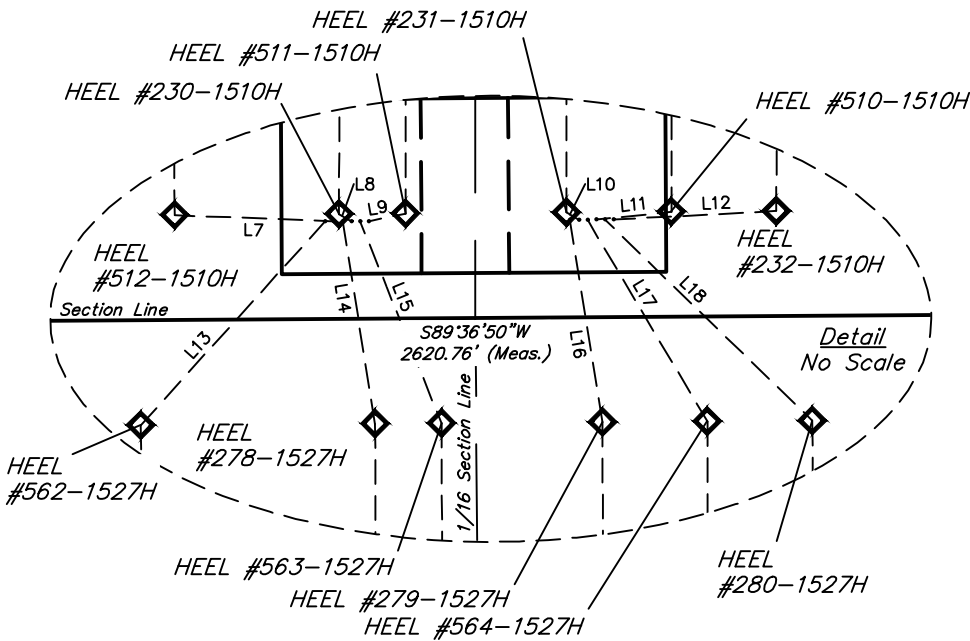 HEEL #231-1510H
HEEL #511-1510H
HEEL #230-1510H
HEEL #510-1510H
L8
L9
L10
L11
L12
L7
HEEL
#512-1510H
HEEL
#232-1510H
L14
L15
L17
L18
Section Line
L13
S89°36'50"W
2620.76' (Meas.)
L16
Detail
No Scale
1/16 Section Line
HEEL
#278-1527H
HEEL
#562-1527H
HEEL #563-1527H
HEEL #279-1527H
HEEL #564-1527H
HEEL
#280-1527H